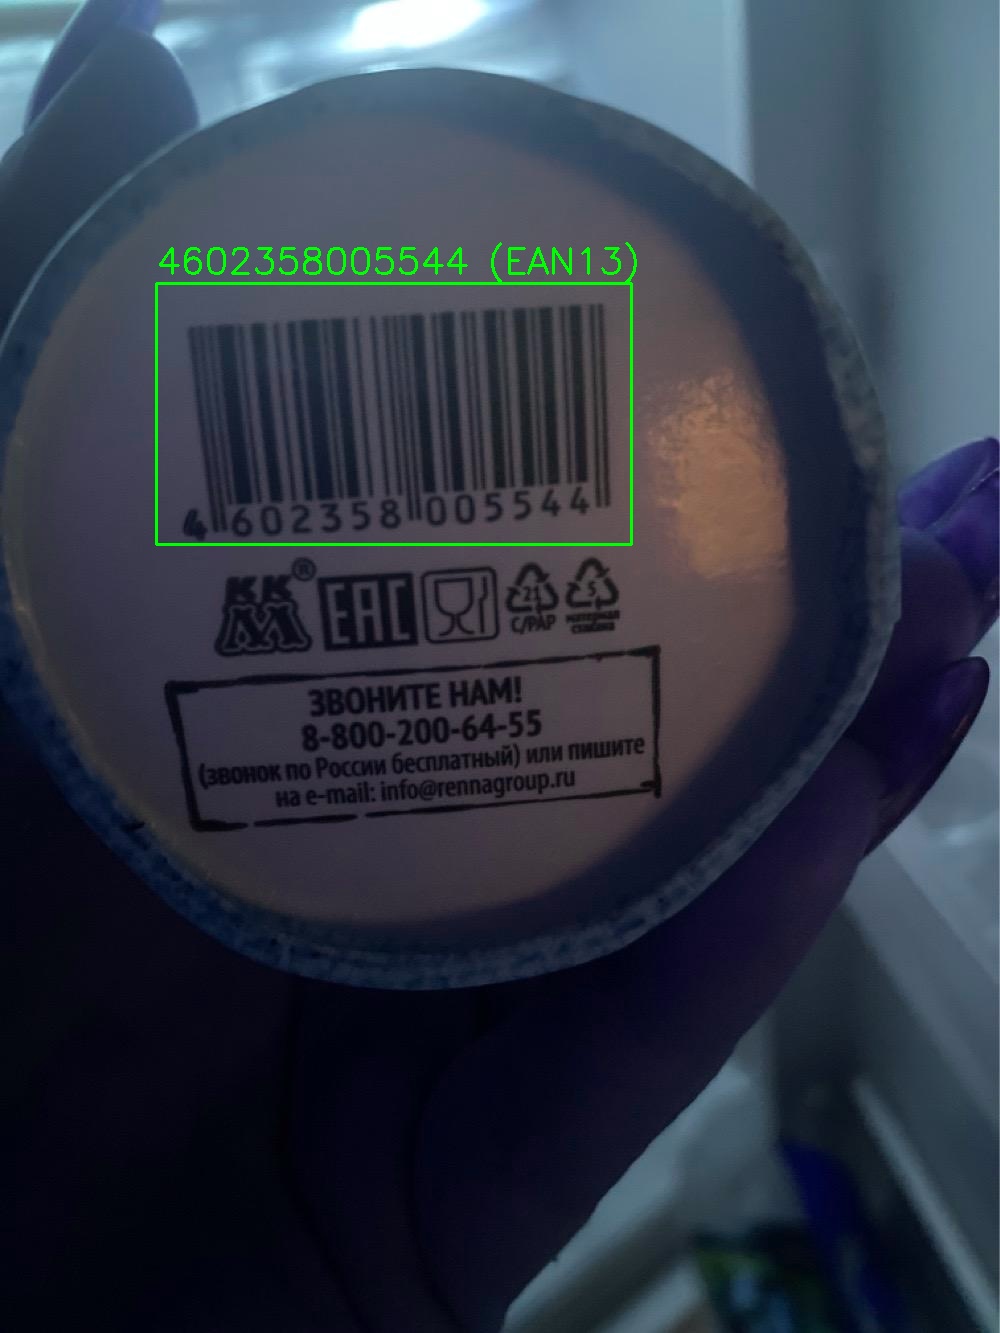 4602358005544 (EAN13)
4 602358 005544
KK M ®
EAC
21
C/PAP
5
ЗВОНИТЕ НАМ!
8-800-200-64-55
(звонок по России бесплатный) или пишите
на e-mail: info@rennagroup.ru